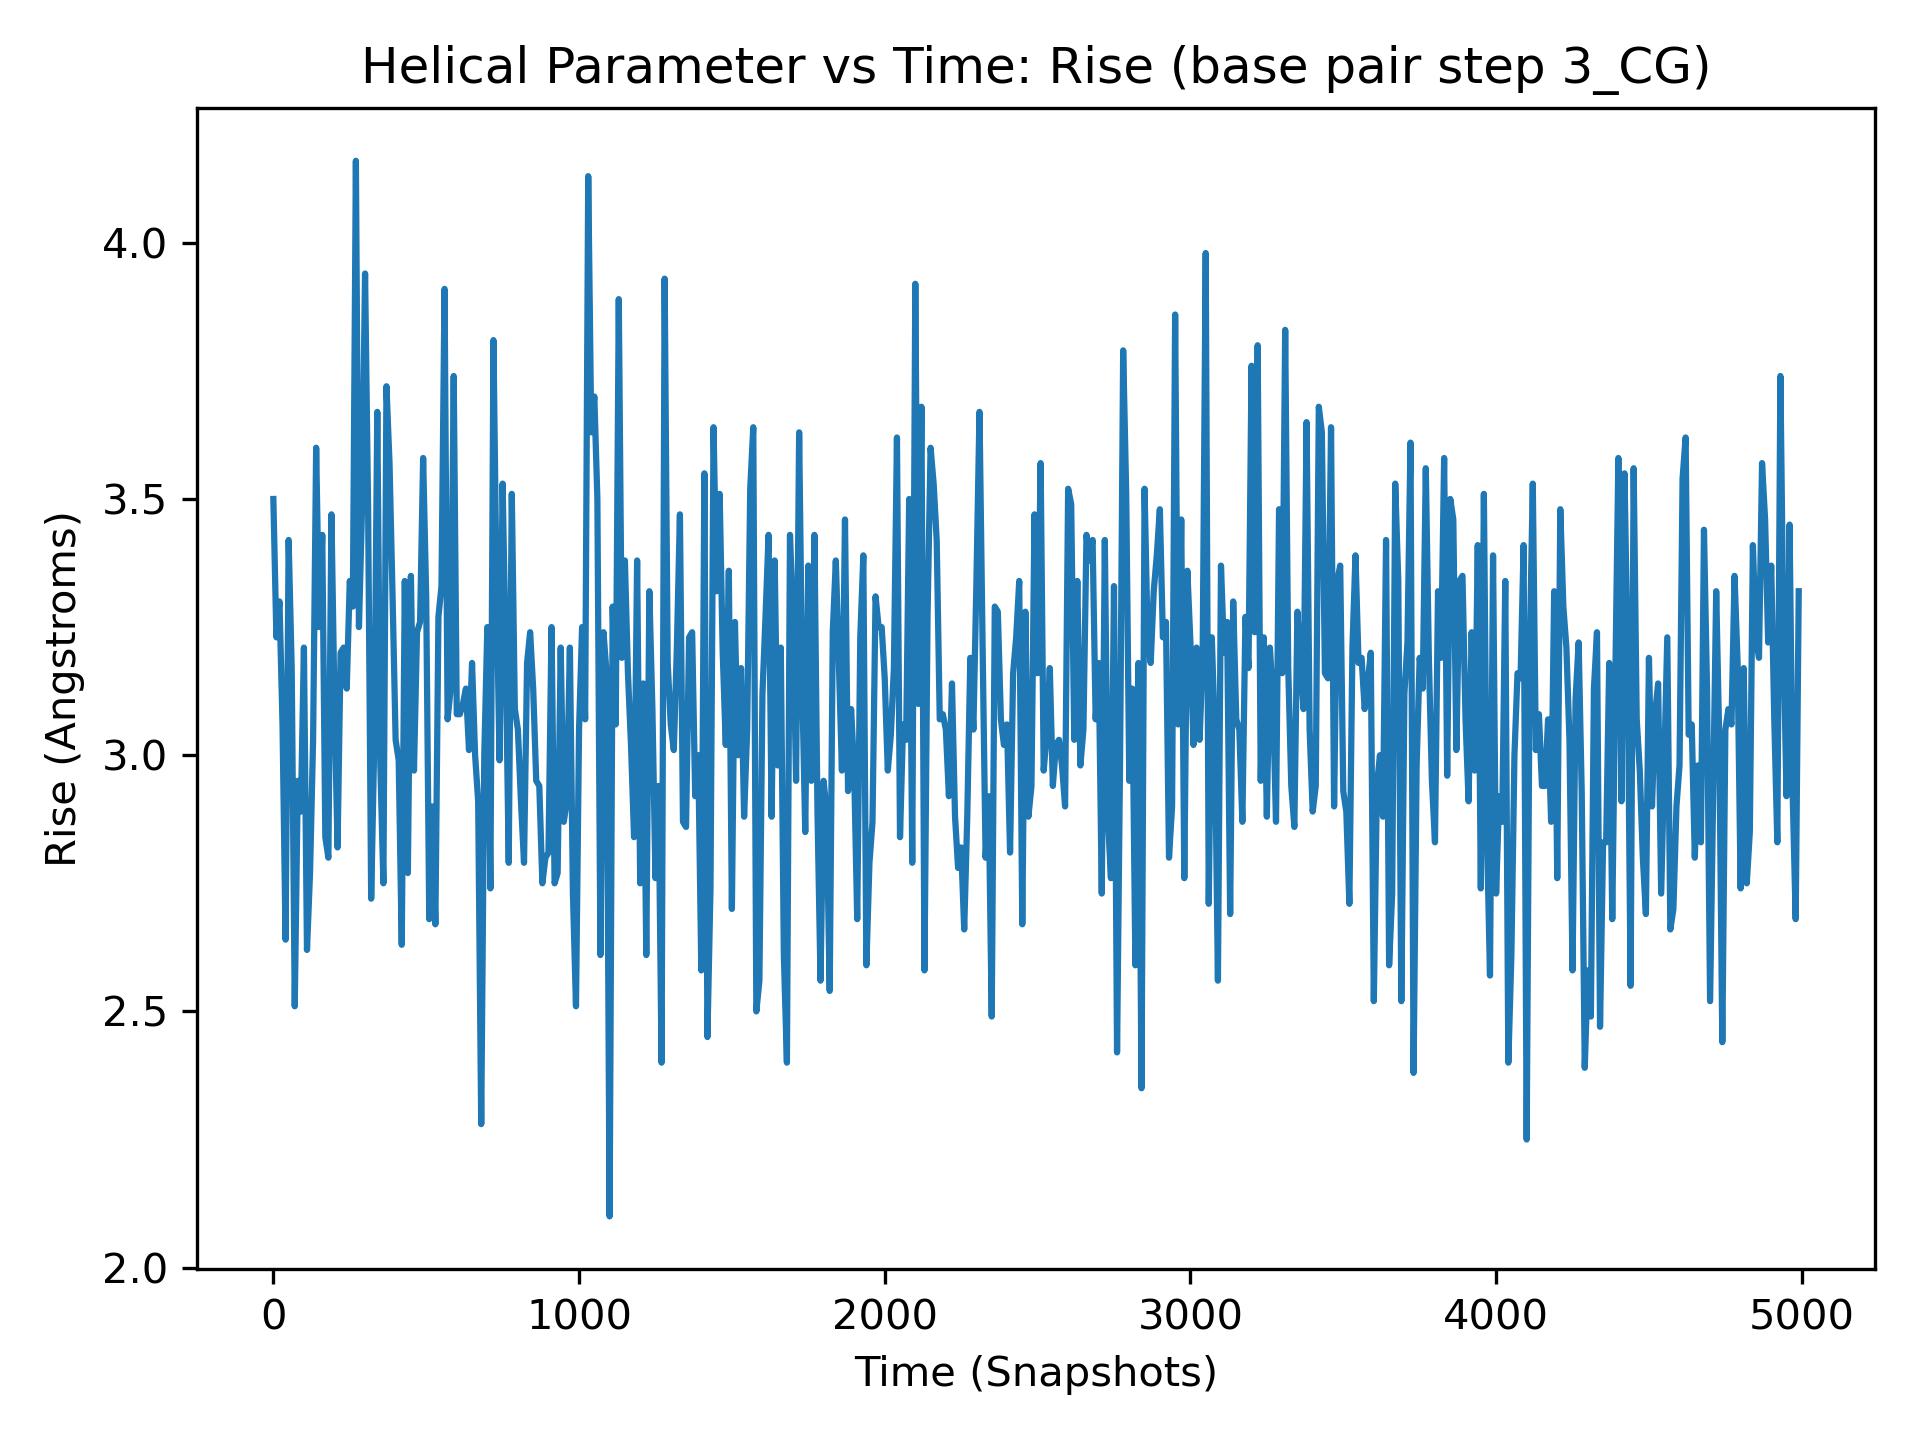 Helical Parameter vs Time: Rise (base pair step 3_CG)
Rise (Angstroms)
4.0
3.5
3.0
2.5
2.0
0 1000 2000 3000 4000 5000
Time (Snapshots)